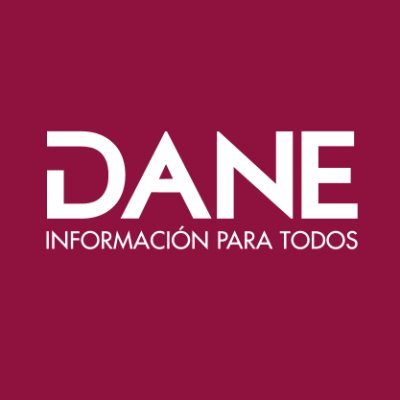 DANE
INFORMACIÓN PARA TODOS